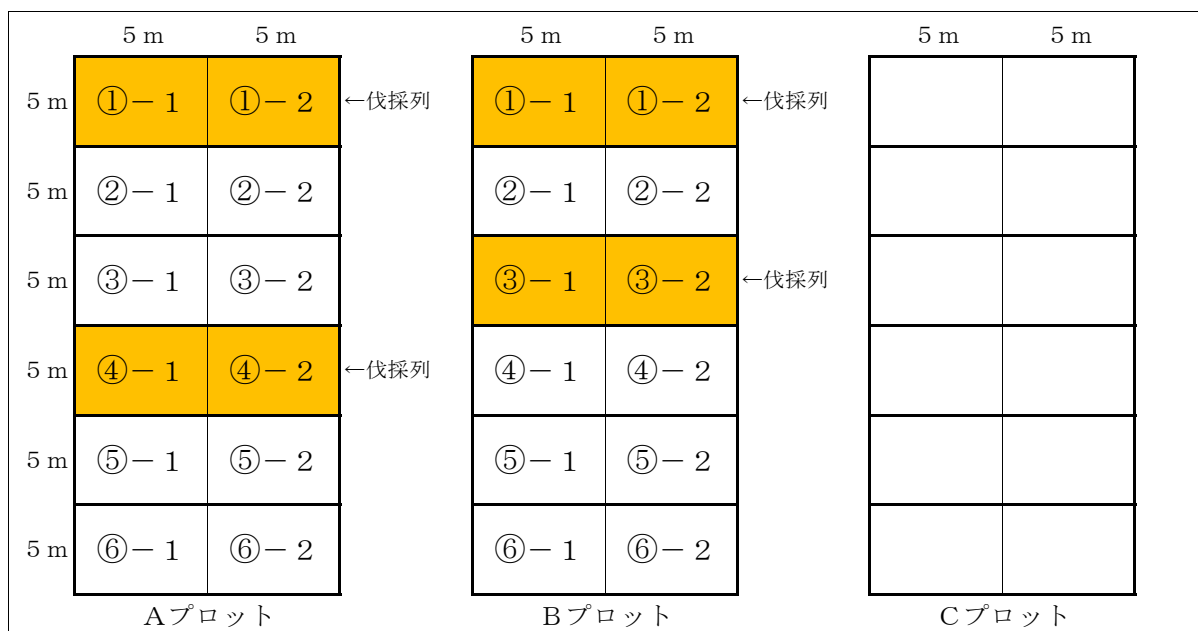 5 m 5 m 5 m 5 m 5 m 5 m
5 m ①－1 ①－2 ←伐採列 ①－1 ①－2 ←伐採列
5 m ②－1 ②－2 ②－1 ②－2
5 m ③－1 ③－2 ③－1 ③－2 ←伐採列
5 m ④－1 ④－2 ←伐採列 ④－1 ④－2
5 m ⑤－1 ⑤－2 ⑤－1 ⑤－2
5 m ⑥－1 ⑥－2 ⑥－1 ⑥－2
Aプロット Bプロット Cプロット